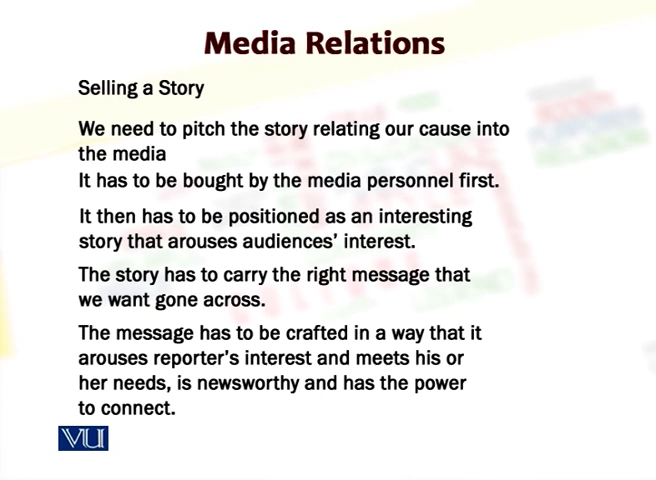 Media Relations
Selling a Story
We need to pitch the story relating our cause into
the media
It has to be bought by the media personnel first.
It then has to be positioned as an interesting
story that arouses audiences' interest.
The story has to carry the right message that
we want gone across.
The message has to be crafted in a way that it
arouses reporter's interest and meets his or
her needs, is newsworthy and has the power
to connect.
VU